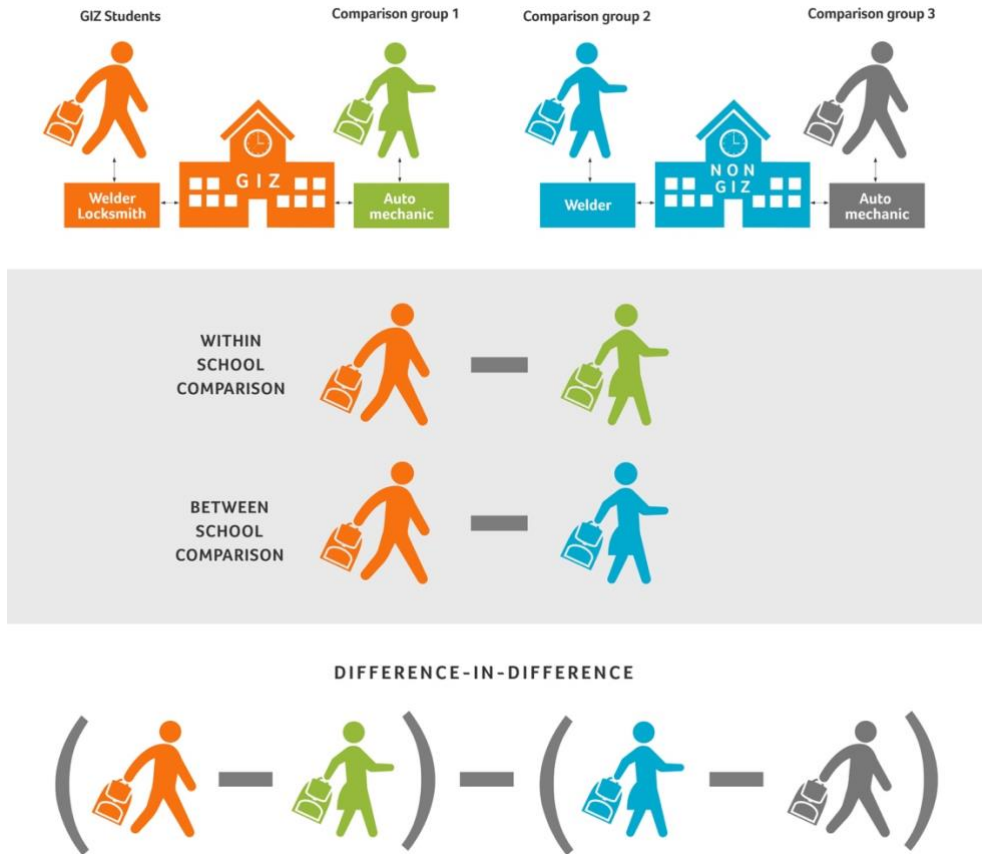 GIZ Students
Comparison group 1
Comparison group 2
Comparison group 3
GIZ
NON
GIZ
Welder
Locksmith
Auto
mechanic
Welder
Auto
mechanic
WITHIN
SCHOOL
COMPARISON
BETWEEN
SCHOOL
COMPARISON
DIFFERENCE-IN-DIFFERENCE